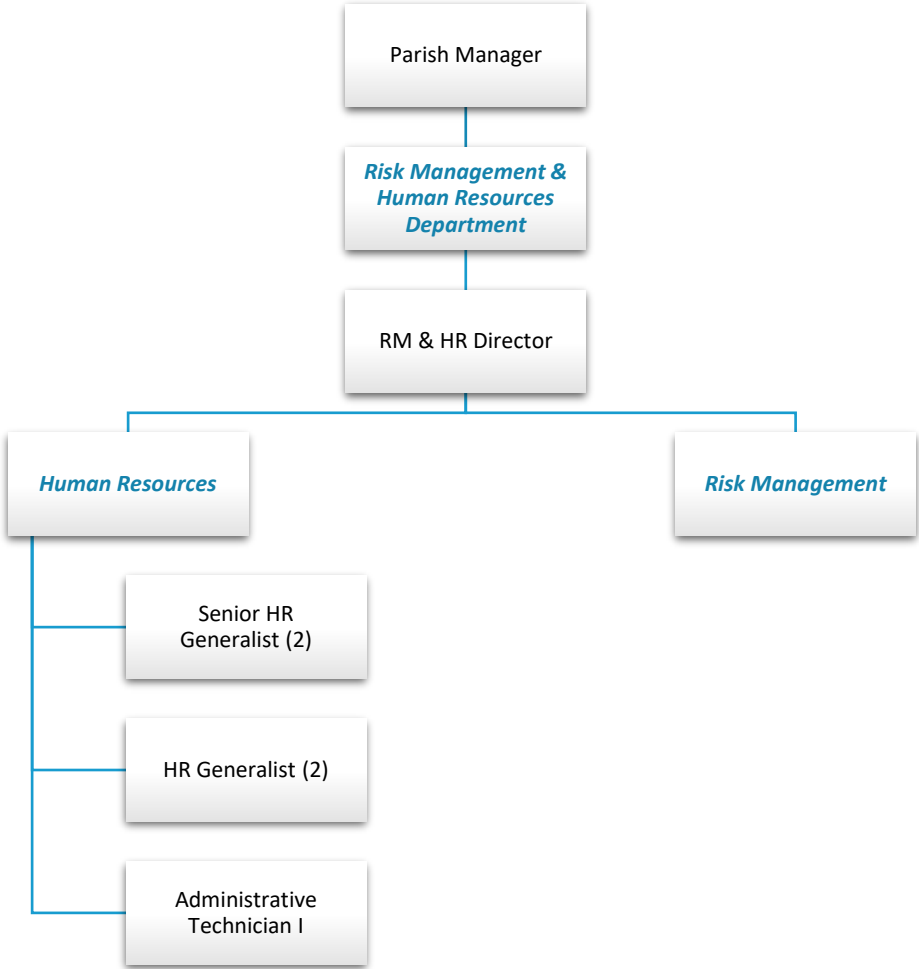 Parish Manager
Risk Management &
Human Resources
Department
RM & HR Director
Human Resources
Risk Management
Senior HR
Generalist (2)
HR Generalist (2)
Administrative
Technician I